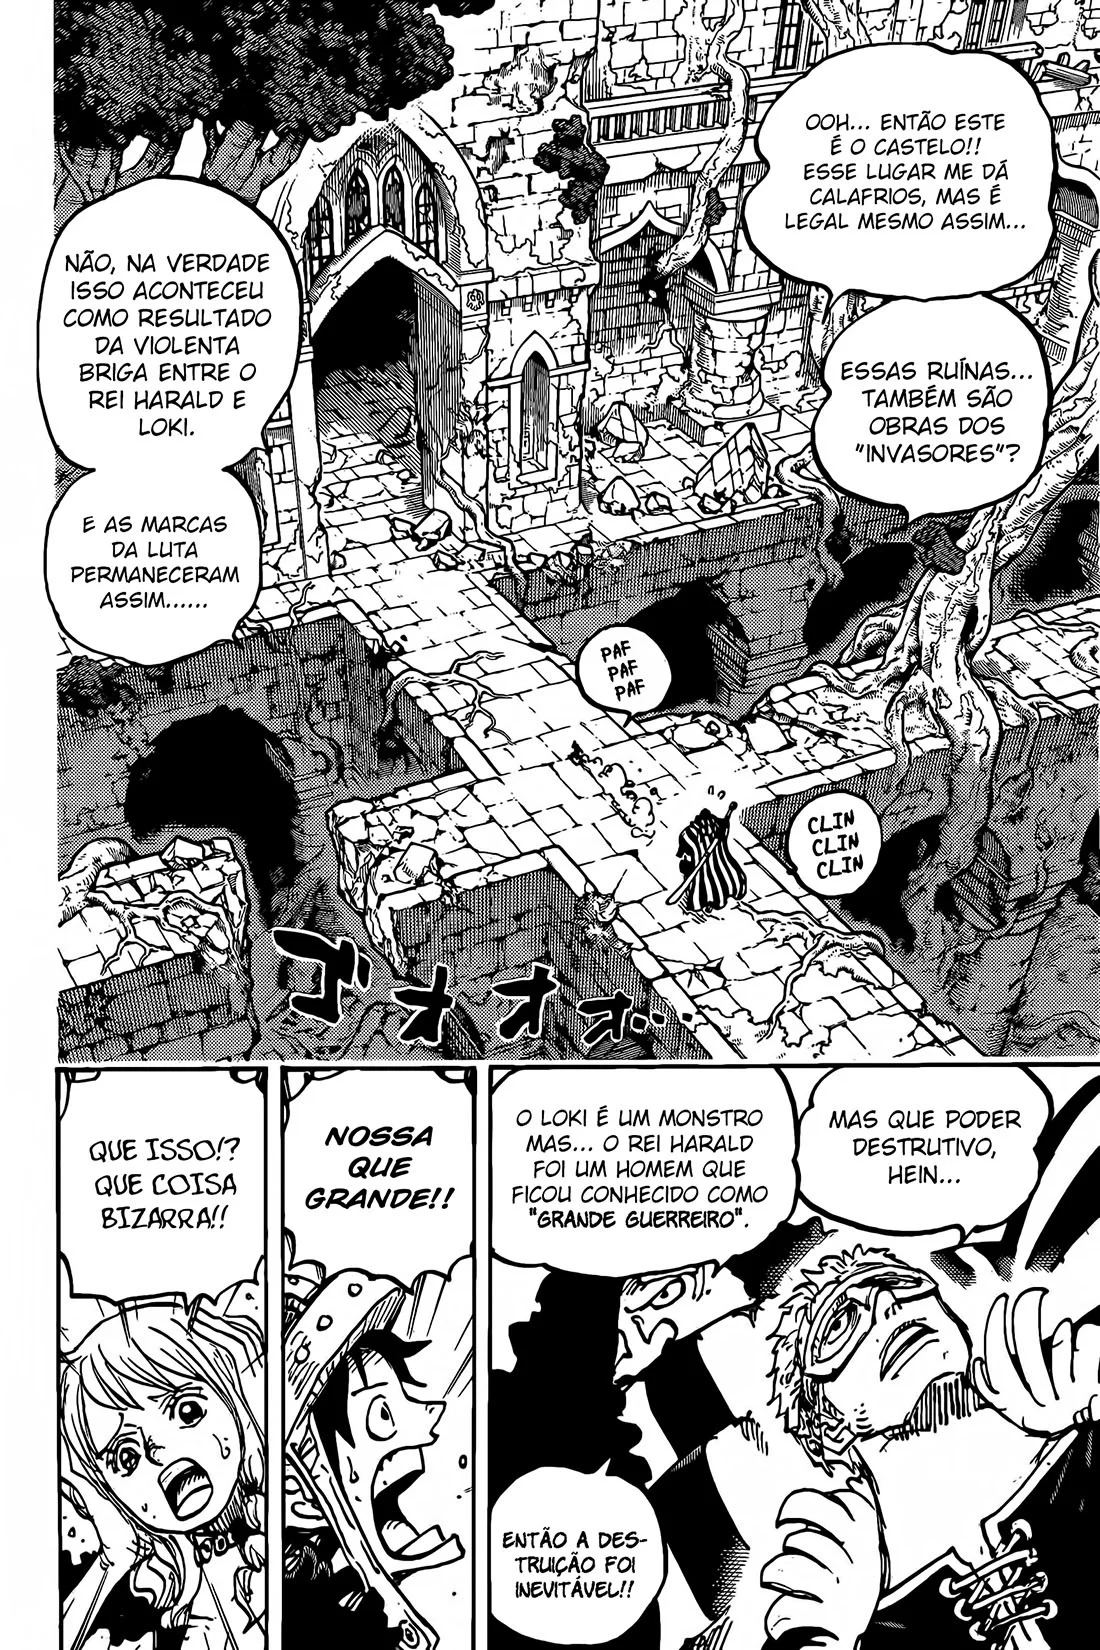 OOH... ENTÃO ESTE
É O CASTELO!!
ESSE LUGAR ME DÁ
CALAFRIOS, MAS É
LEGAL MESMO ASSIM...
ESSAS RUÍNAS...
TAMBÉM SÃO
OBRAS DOS
"INVASORES"?
NÃO, NA VERDADE
ISSO ACONTECEU
COMO RESULTADO
DA VIOLENTA
BRIGA ENTRE O
REI HARALD E
LOKI.
E AS MARCAS
DA LUTA
PERMANECERAM
ASSIM......
PAF
PAF
PAF
CLIN
CLIN
CLIN
ゴオオオ...
QUE ISSO!?
QUE COISA
BIZARRA!!
NOSSA
QUE
GRANDE!!
O LOKI É UM MONSTRO
MAS... O REI HARALD
FOI UM HOMEM QUE
FICOU CONHECIDO COMO
"GRANDE GUERREIRO".
MAS QUE PODER
DESTRUTIVO,
HEIN...
ENTÃO A DES-
TRUIÇÃO FOI
INEVITÁVEL!!